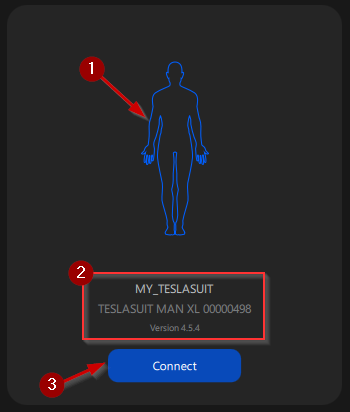 1
2
MY_TESLASUIT
TESLASUIT MAN XL 00000498
Version 4.5.4
3
Connect